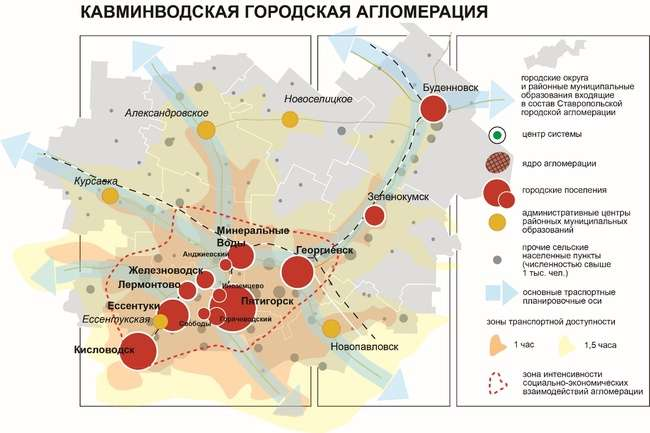 КАВМИНВОДСКАЯ ГОРОДСКАЯ АГЛОМЕРАЦИЯ
Буденновск
Новоселицкое
Александровское
Курсавка
Зеленокумск
Минеральные
Воды
Анджиевский
Георгиевск
Железноводск
Лермонтово
Иноземцево
Ессентуки
Пятигорск
Ессентукская
Свободы
Горячеводский
Новопавловск
Кисловодск
городские округа
и районные муниципальные
образования входящие
в состав Ставропольской
городской агломерации
центр системы
ядро агломерации
городские поселения
административные центры
районных муниципальных
образований
прочие сельские
населенные пункты
(численностью свыше
1 тыс. чел.)
основные траспортные
планировочные оси
зоны транспортной доступности
1 час
1,5 часа
зона интенсивности
социально-экономических
взаимодействий агломерации